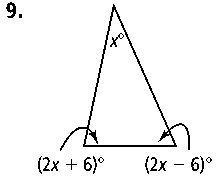 9.
x°
(2x + 6)° (2x − 6)°